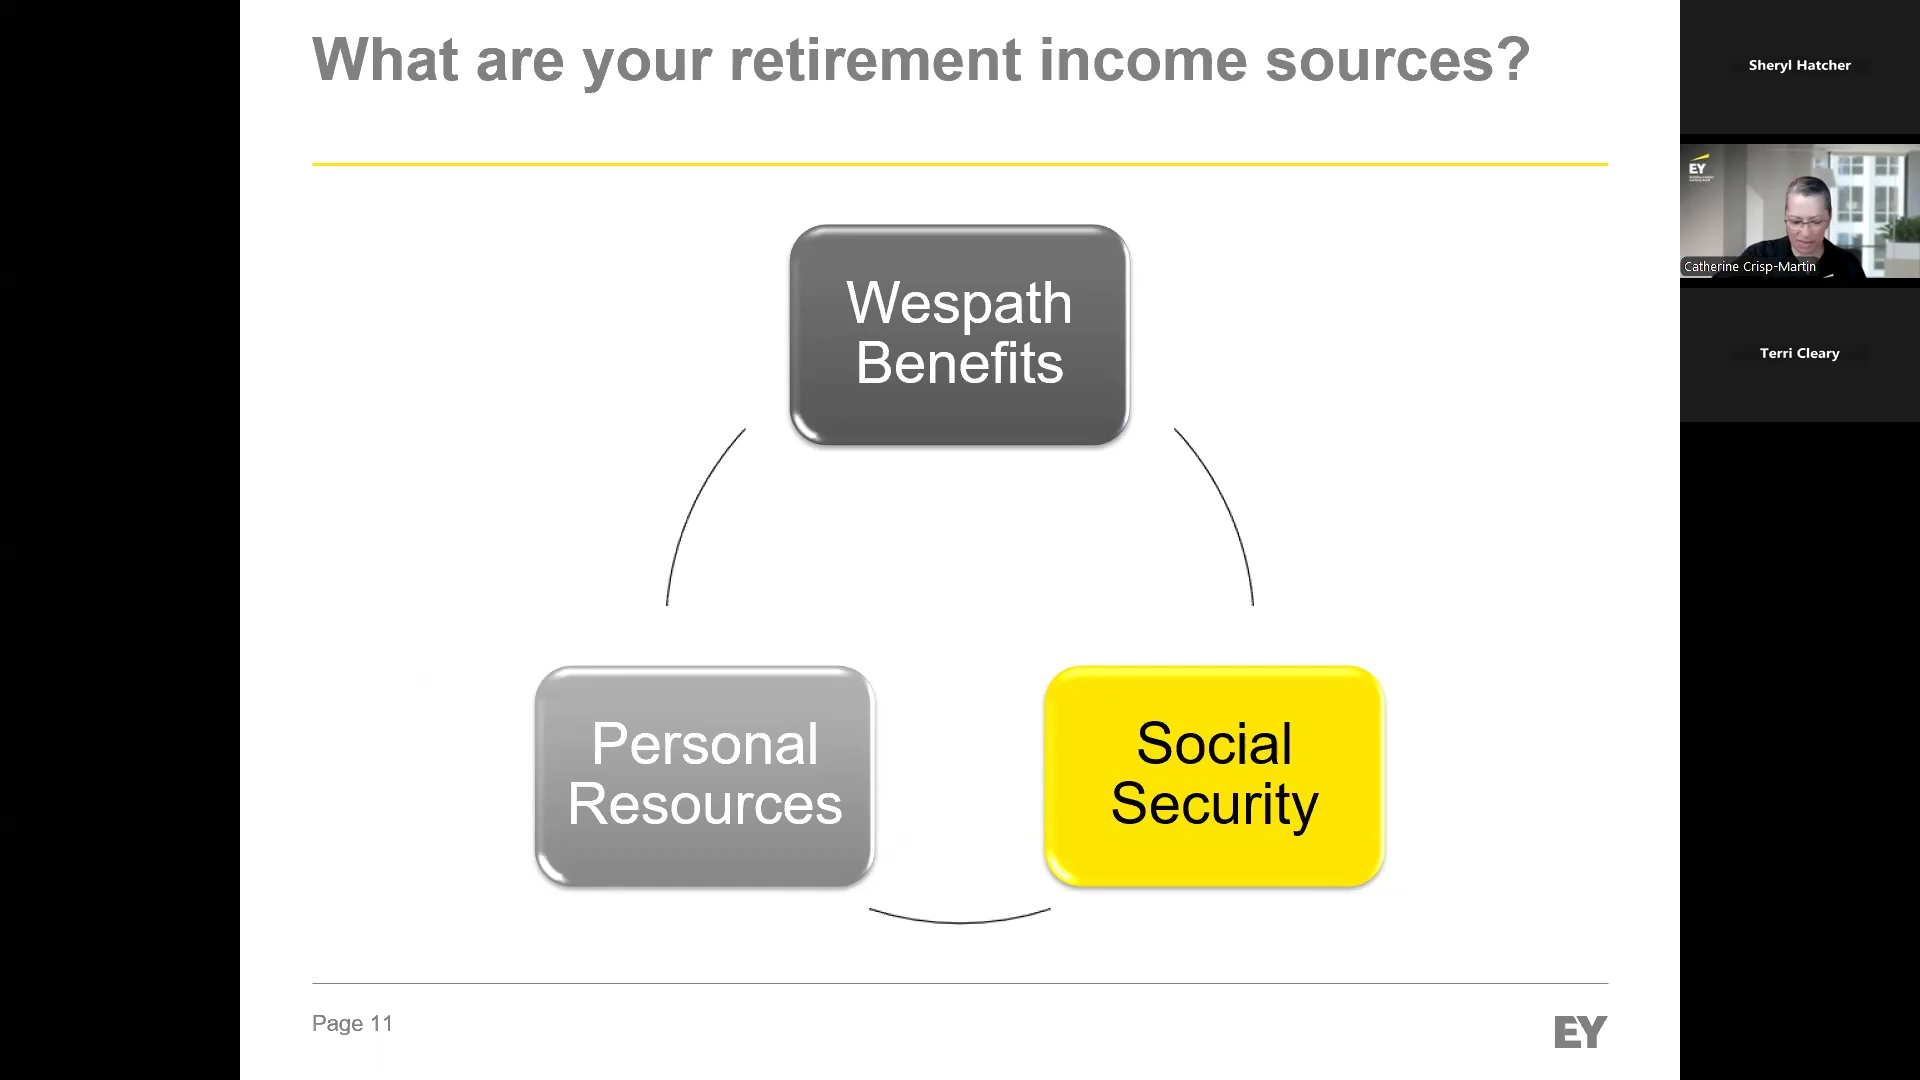 What are your retirement income sources?
Wespath
Benefits
Personal
Resources
Social
Security
Page 11
EY
Sheryl Hatcher
EY
Catherine Crisp-Martin
Terri Cleary